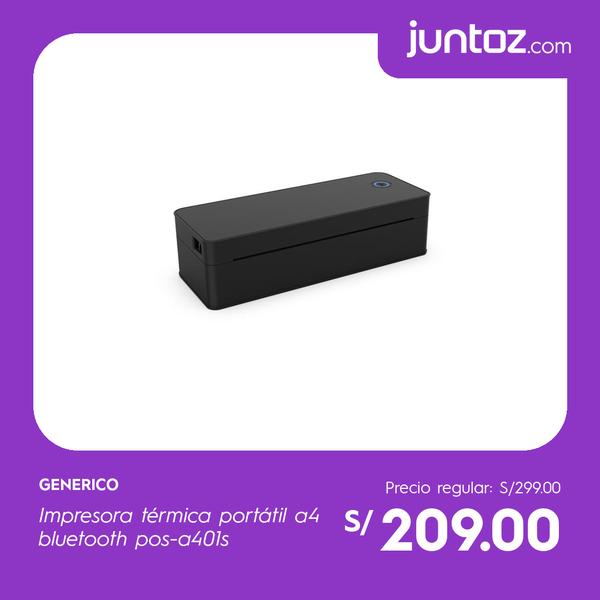 juntoz.com
GENERICO
Impresora térmica portátil a4
bluetooth pos-a401s
Precio regular: S/299.00
S/209.00